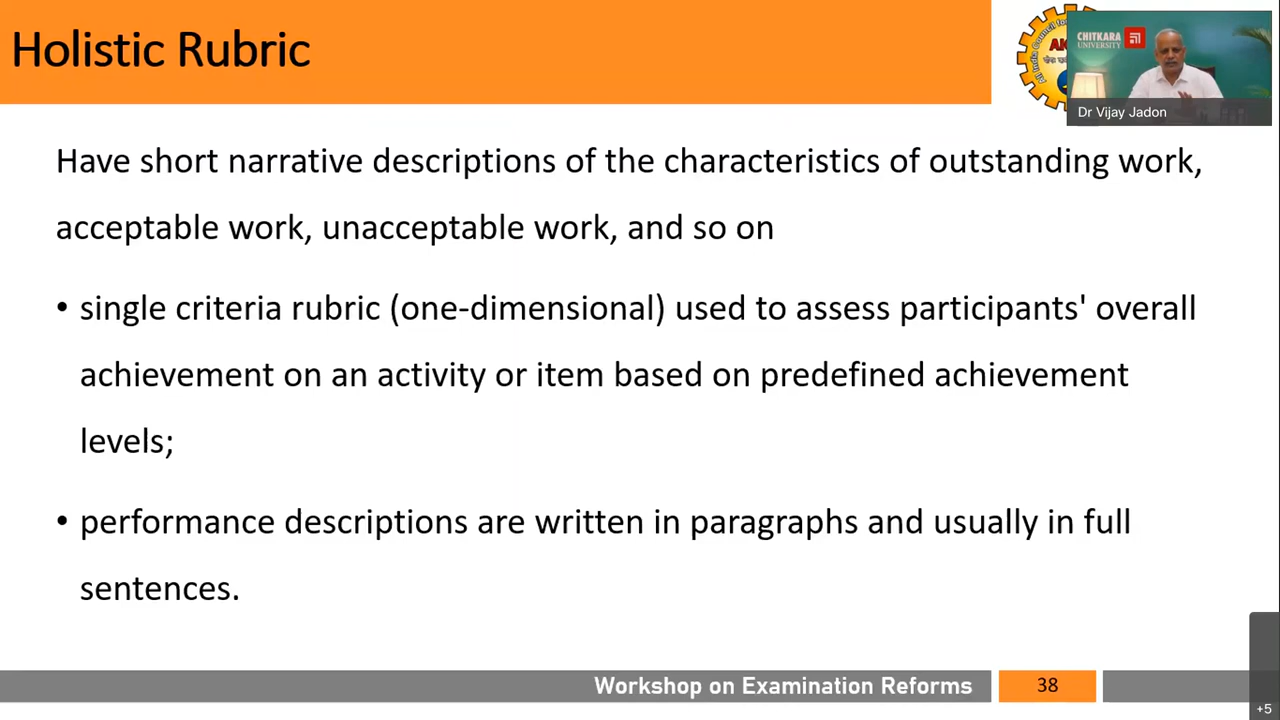 Holistic Rubric
CHITKARA
UNIVERSITY
Dr Vijay Jadon
Have short narrative descriptions of the characteristics of outstanding work,
acceptable work, unacceptable work, and so on
• single criteria rubric (one-dimensional) used to assess participants' overall
achievement on an activity or item based on predefined achievement
levels;
• performance descriptions are written in paragraphs and usually in full
sentences.
Workshop on Examination Reforms
38
+5